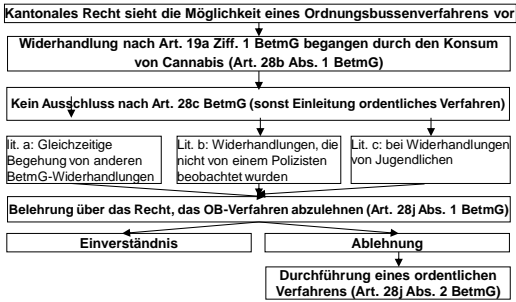 Kantonales Recht sieht die Möglichkeit eines Ordnungsbussenverfahrens vor
Widerhandlung nach Art. 19a Ziff. 1 BetmG begangen durch den Konsum
von Cannabis (Art. 28b Abs. 1 BetmG)
Kein Ausschluss nach Art. 28c BetmG (sonst Einleitung ordentliches Verfahren)
lit. a: Gleichzeitige
Begehung von anderen
BetmG-Widerhandlungen
Lit. b: Widerhandlungen, die
nicht von einem Polizisten
beobachtet wurden
Lit. c: bei Widerhandlungen
von Jugendlichen
Belehrung über das Recht, das OB-Verfahren abzulehnen (Art. 28j Abs. 1 BetmG)
Einverständnis
Ablehnung
Durchführung eines ordentlichen
Verfahrens (Art. 28j Abs. 2 BetmG)